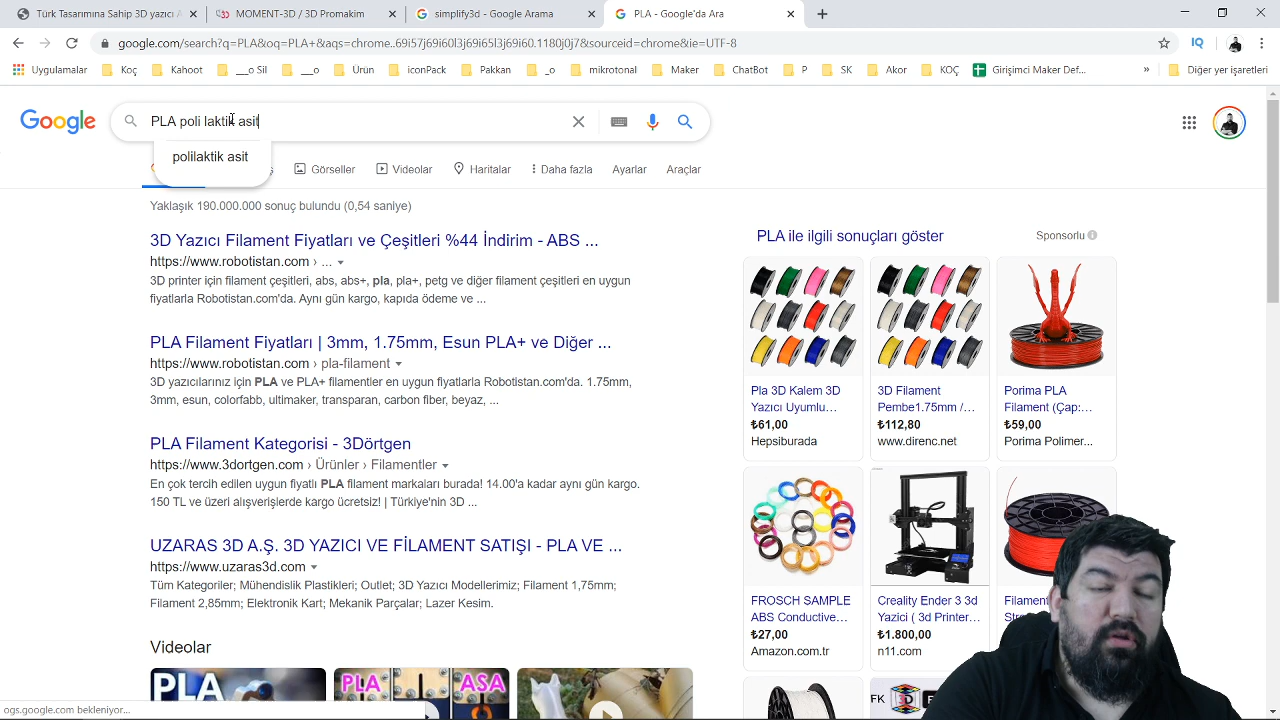 Türk Tasarımına Sahip 3D yazıcı A
MOMENT-3D / 3D Promakim
simplify3d - Google Arama
PLA - Google'da Ara
google.com/search?q=PLA&oq=PLA+&aqs=chrome..69i57j69i60l3j69i65l3j69i60.1180j0j7&sourceid=chrome&ie=UTF-8
IQ
Uygulamalar
Koç
Kahoot
___o Sil
___o
Ürün
iconPack
Pakkan
_o
mikrotonal
Maker
ChatBot
P
SK
Akor
KOÇ
Girişimci Maker Def...
»
Diğer yer işaretleri
Google
PLA poli laktik asit
polilaktik asit
Görseller
Videolar
Haritalar
Daha fazla
Ayarlar
Araçlar
Yaklaşık 190.000.000 sonuç bulundu (0,54 saniye)
3D Yazıcı Filament Fiyatları ve Çeşitleri %44 İndirim - ABS ...
https://www.robotistan.com › ...
3D printer için filament çeşitleri, abs, abs+, pla, pla+, petg ve diğer filament çeşitleri en uygun
fiyatlarla Robotistan.com'da. Aynı gün kargo, kapıda ödeme ve ...
PLA Filament Fiyatları | 3mm, 1.75mm, Esun PLA+ ve Diğer ...
https://www.robotistan.com › pla-filament
3D yazıcılarınız için PLA ve PLA+ filamentler en uygun fiyatlarla Robotistan.com'da. 1.75mm,
3mm, esun, colorfabb, ultimaker, transparan, carbon fiber, beyaz, ...
PLA Filament Kategorisi - 3Dörtgen
https://www.3dortgen.com › Ürünler › Filamentler
En çok tercih edilen uygun fiyatlı PLA filament markaları burada! 14.00'a kadar aynı gün kargo.
150 TL ve üzeri alışverişlerde kargo ücretsiz! | Türkiye'nin 3D ...
UZARAS 3D A.Ş. 3D YAZICI VE FİLAMENT SATIŞI - PLA VE ...
https://www.uzaras3d.com
Tüm Kategoriler; Mühendislik Plastikleri; Outlet; 3D Yazıcı Modellerimiz; Filament 1,75mm;
Filament 2,85mm; Elektronik Kart; Mekanik Parçalar; Lazer Kesim.
Videolar
PLA
PLA
ASA
PLA ile ilgili sonuçları göster
Sponsorlu
Pla 3D Kalem 3D
Yazıcı Uyumlu...
₺61,00
Hepsiburada
3D Filament
Pembe1.75mm /...
₺112,80
www.direnc.net
Porima PLA
Filament (Çap:...
₺59,00
Porima Polimer...
FROSCH SAMPLE
ABS Conductive...
₺27,00
Amazon.com.tr
Creality Ender 3 3d
Yazici ( 3d Printer...
₺1.800,00
n11.com
Filament
ogs.google.com bekleniyor...